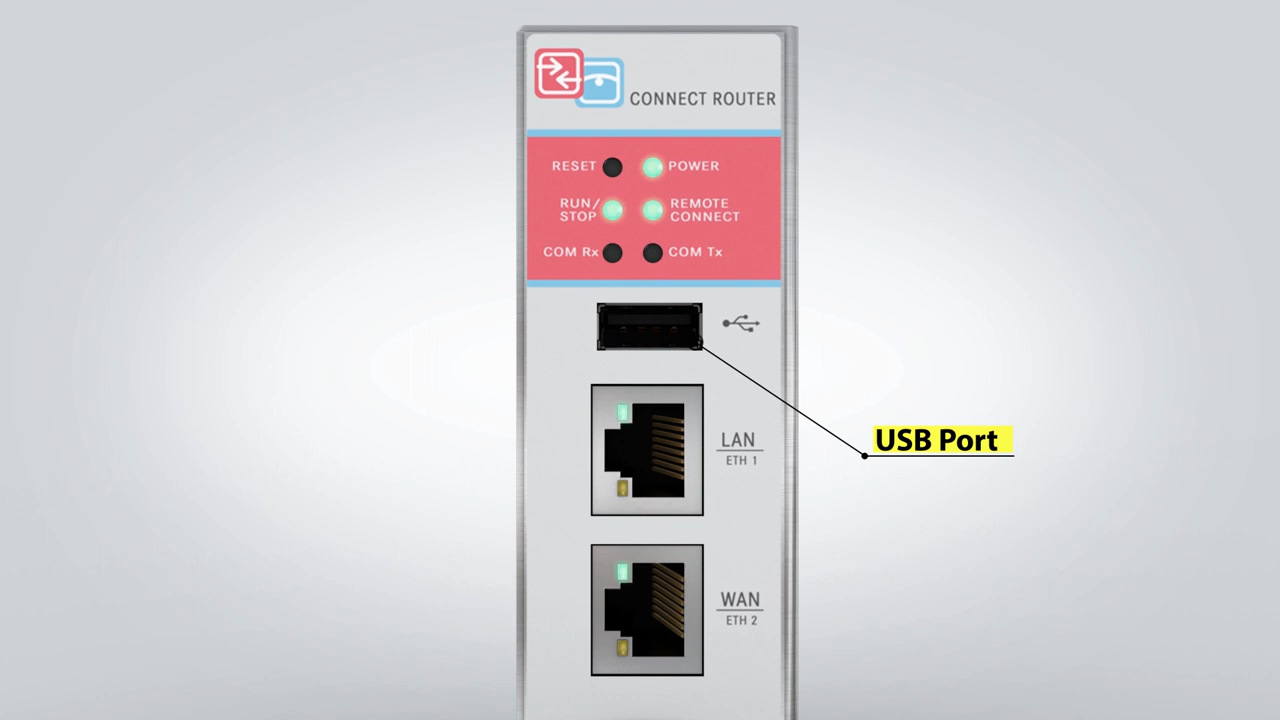 CONNECT ROUTER
RESET
POWER
RUN/
STOP
REMOTE
CONNECT
COM Rx
COM Tx
USB Port
LAN
ETH 1
WAN
ETH 2